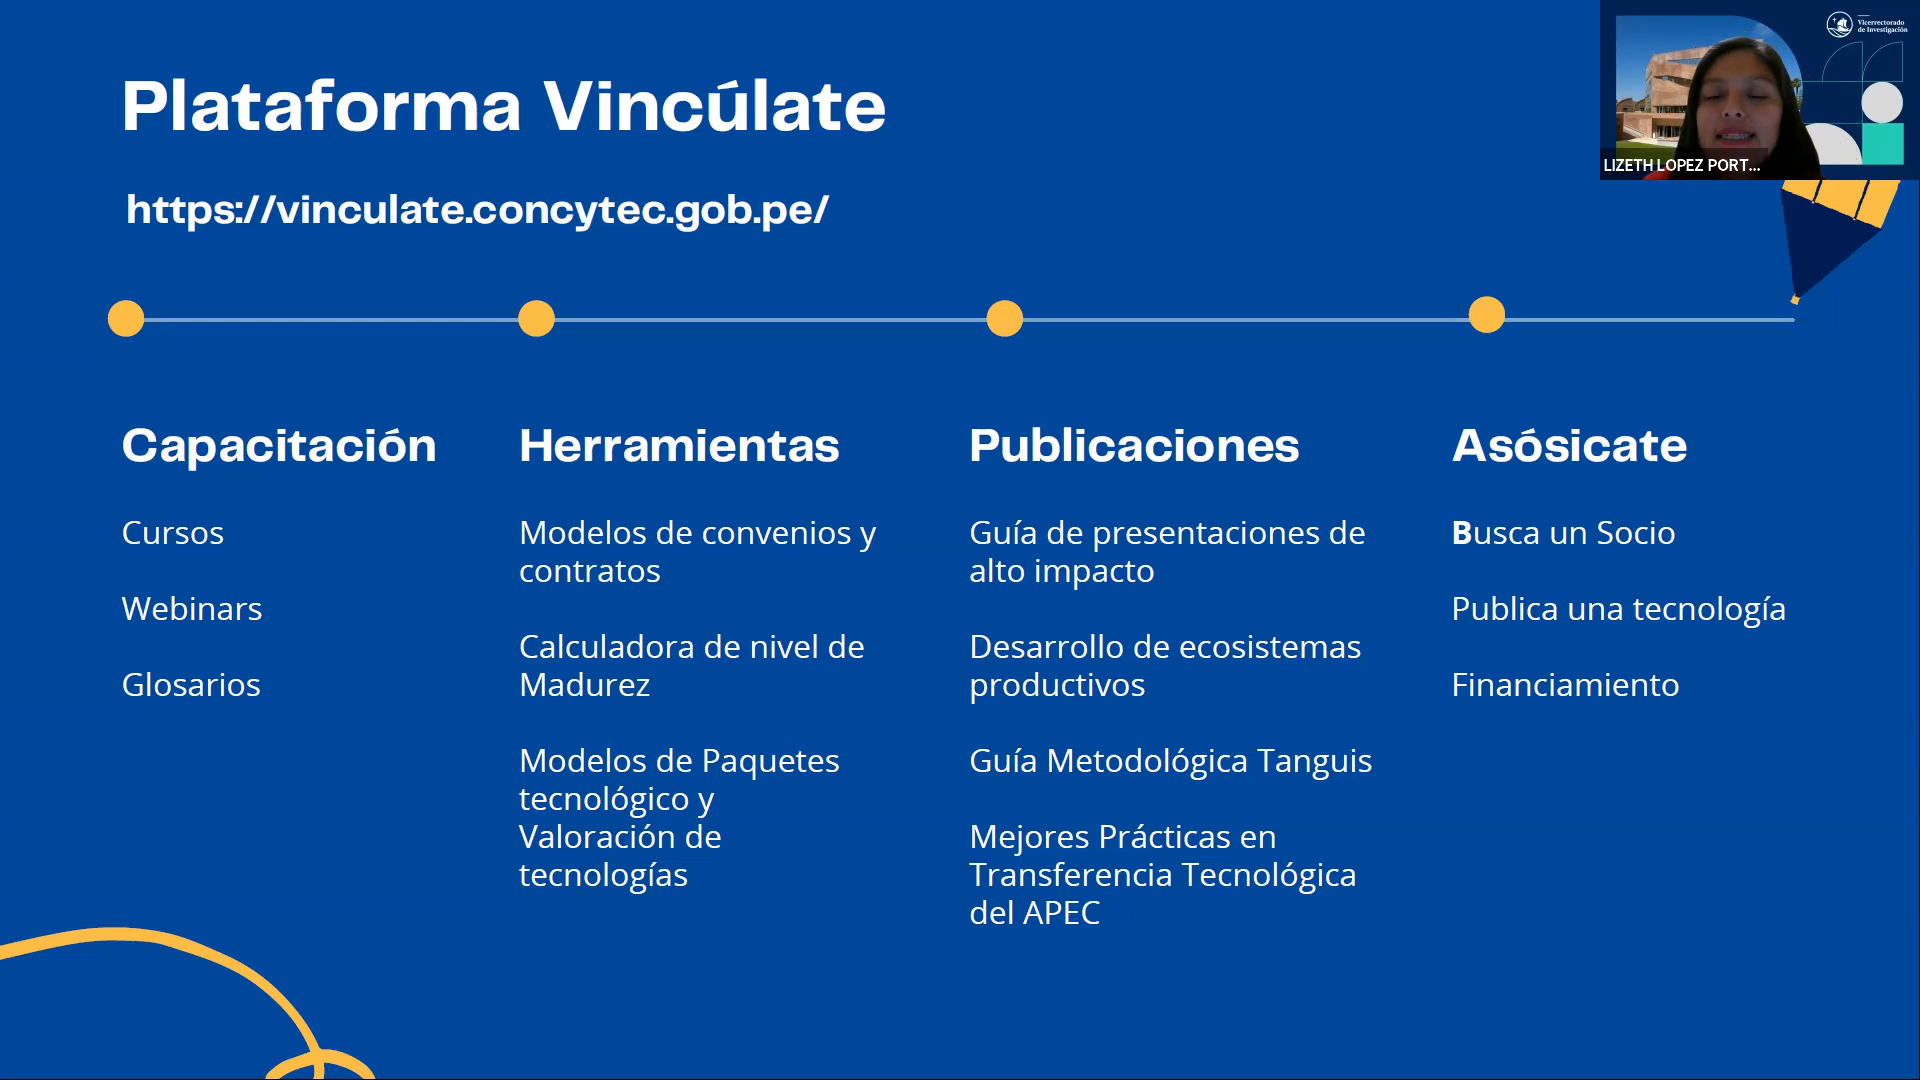 Plataforma Vincúlate
https://vinculate.concytec.gob.pe/
Vicerrectorado
de Investigación
LIZETH LOPEZ PORT...
Capacitación
Cursos
Webinars
Glosarios
Herramientas
Modelos de convenios y
contratos
Calculadora de nivel de
Madurez
Modelos de Paquetes
tecnológico y
Valoración de
tecnologías
Publicaciones
Guía de presentaciones de
alto impacto
Desarrollo de ecosistemas
productivos
Guía Metodológica Tanguis
Mejores Prácticas en
Transferencia Tecnológica
del APEC
Asósicate
Busca un Socio
Publica una tecnología
Financiamiento